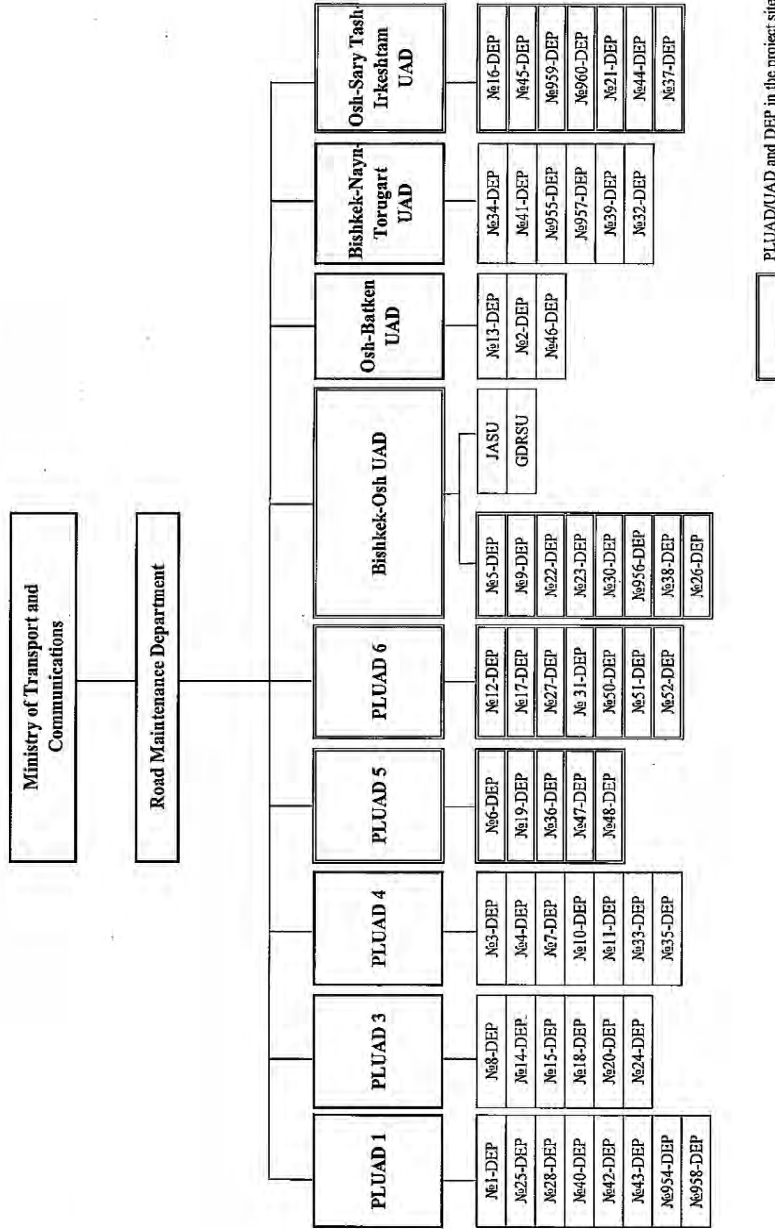 Ministry of Transport and
Communications
Road Maintenance Department
PLUAD 1
№1-DEP
№25-DEP
№28-DEP
№40-DEP
№42-DEP
№43-DEP
№954-DEP
№958-DEP
PLUAD 3
№8-DEP
№14-DEP
№15-DEP
№18-DEP
№20-DEP
№24-DEP
PLUAD 4
№3-DEP
№4-DEP
№7-DEP
№10-DEP
№11-DEP
№33-DEP
№35-DEP
PLUAD 5
№6-DEP
№19-DEP
№36-DEP
№47-DEP
№48-DEP
PLUAD 6
№12-DEP
№17-DEP
№27-DEP
№ 31-DEP
№50-DEP
№51-DEP
№52-DEP
Bishkek-Osh UAD
№5-DEP
№9-DEP
№22-DEP
№23-DEP
№30-DEP
№956-DEP
№38-DEP
№26-DEP
JASU
GDRSU
Osh-Batken
UAD
№13-DEP
№2-DEP
№46-DEP
Bishkek-Nayn-
Torugart
UAD
№34-DEP
№41-DEP
№955-DEP
№957-DEP
№39-DEP
№32-DEP
Osh-Sary Tash-
Irkeshtam
UAD
№16-DEP
№45-DEP
№959-DEP
№960-DEP
№21-DEP
№44-DEP
№37-DEP
PLUAD/UAD and DEP in the project site